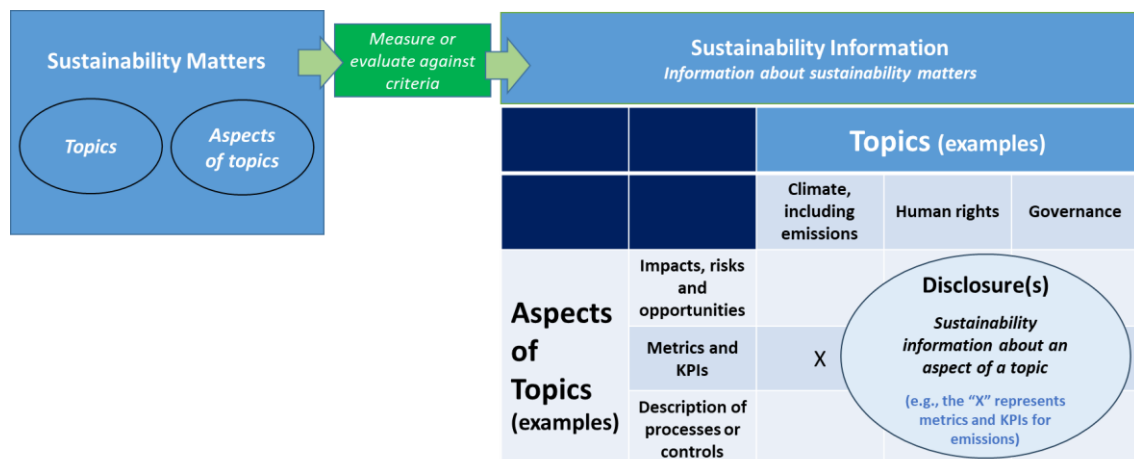 Sustainability Matters
Topics
Aspects
of topics
Measure or
evaluate against
criteria
Sustainability Information
Information about sustainability matters
Topics (examples)
Climate,
including
emissions
Human rights
Governance
Aspects
of
Topics
(examples)
Impacts, risks
and
opportunities
Metrics and
KPIs
X
Description of
processes or
controls
Disclosure(s)
Sustainability
information about an
aspect of a topic
(e.g., the “X” represents
metrics and KPIs for
emissions)